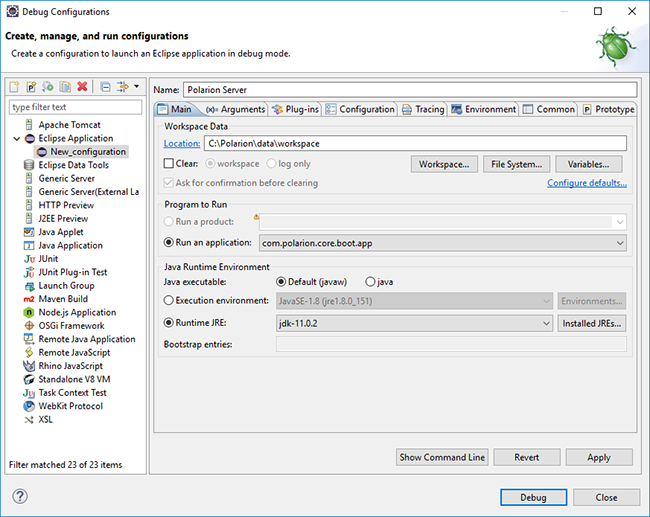 Debug Configurations
Create, manage, and run configurations
Create a configuration to launch an Eclipse application in debug mode.
type filter text
Apache Tomcat
Eclipse Application
New_configuration
Eclipse Data Tools
Generic Server
Generic Server(External La
HTTP Preview
J2EE Preview
Java Applet
Java Application
JUnit
JUnit Plug-in Test
Launch Group
Maven Build
Node.js Application
OSGi Framework
Remote Java Application
Remote JavaScript
Rhino JavaScript
Standalone V8 VM
Task Context Test
WebKit Protocol
XSL
Filter matched 23 of 23 items
Name: Polarion Server
Main Arguments Plug-ins Configuration Tracing Environment Common Prototype
Workspace Data
Location: C:\Polarion\data\workspace
Clear: workspace log only Workspace... File System... Variables...
Ask for confirmation before clearing Configure defaults...
Program to Run
Run a product:
Run an application: com.polarion.core.boot.app
Java Runtime Environment
Java executable: Default (javaw) java
Execution environment: JavaSE-1.8 (jre1.8.0_151) Environments...
Runtime JRE: jdk-11.0.2 Installed JREs...
Bootstrap entries:
Show Command Line Revert Apply
Debug Close